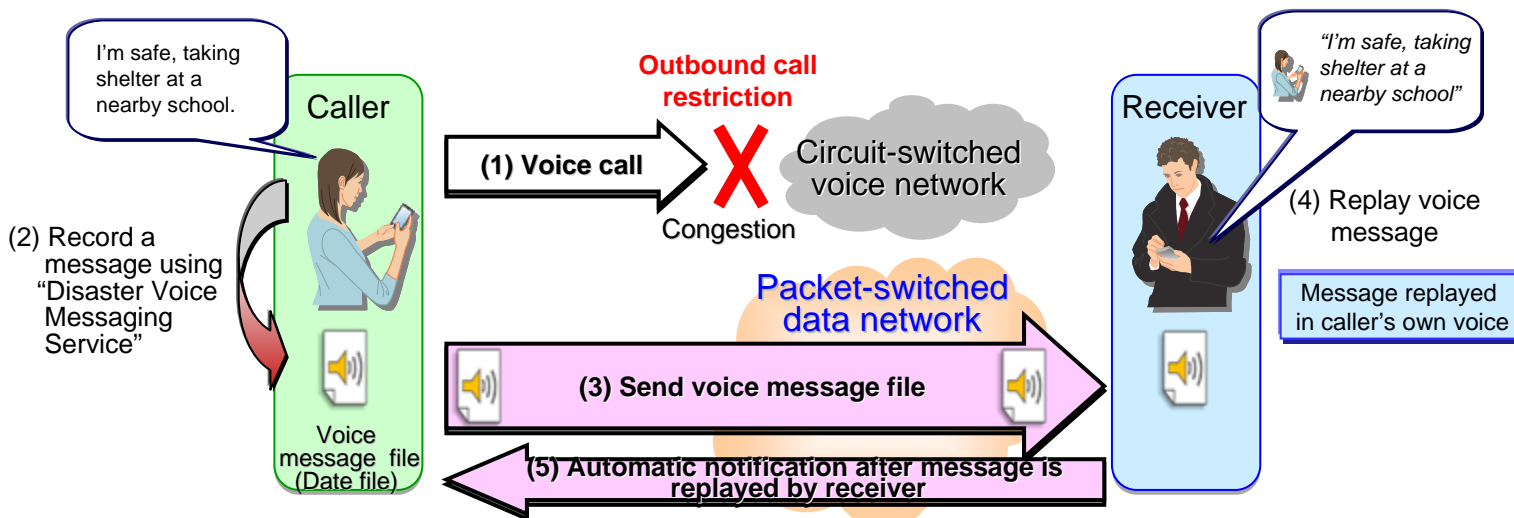 I'm safe, taking
shelter at a
nearby school.
Caller
Outbound call
restriction
(1) Voice call
Congestion
Circuit-switched
voice network
Receiver
“I'm safe, taking
shelter at a
nearby school”
(2) Record a
message using
“Disaster Voice
Messaging
Service”
(4) Replay voice
message
Message replayed
in caller's own voice
Packet-switched
data network
(3) Send voice message file
Voice
message file
(Date file)
(5) Automatic notification after message is
replayed by receiver